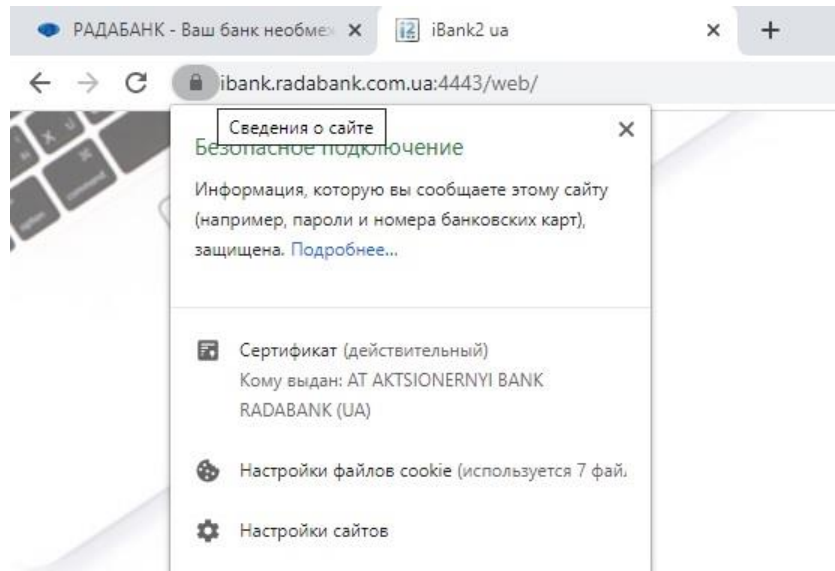 РАДАБАНК - Ваш банк необме
iBank2 ua
ibank.radabank.com.ua:4443/web/
Сведения о сайте
Безопасное подключение
Информация, которую вы сообщаете этому сайту
(например, пароли и номера банковских карт),
защищена. Подробнее...
Сертификат (действительный)
Кому выдан: AT AKTSIONERNYI BANK
RADABANK (UA)
Настройки файлов cookie (используется 7 фай
Настройки сайтов
option
command